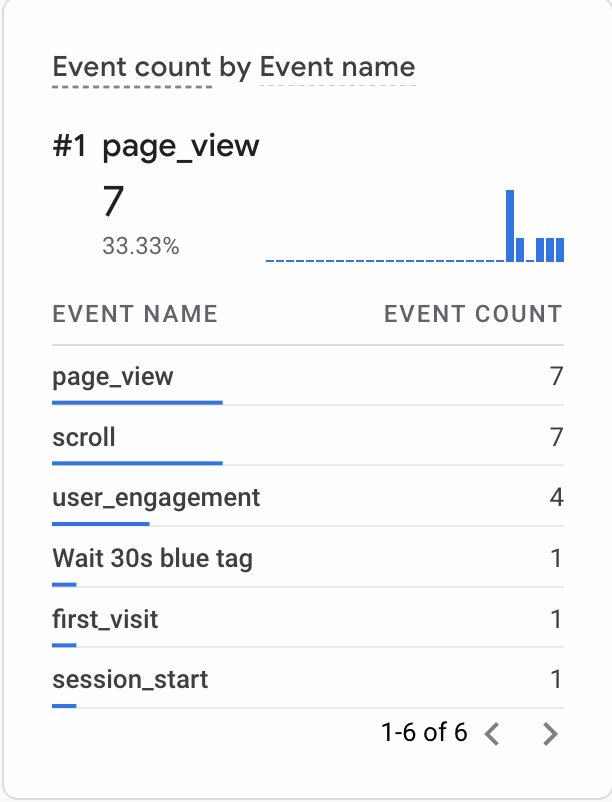 Event count by Event name
#1 page_view
7
33.33%
EVENT NAME EVENT COUNT
page_view 7
scroll 7
user_engagement 4
Wait 30s blue tag 1
first_visit 1
session_start 1
1-6 of 6